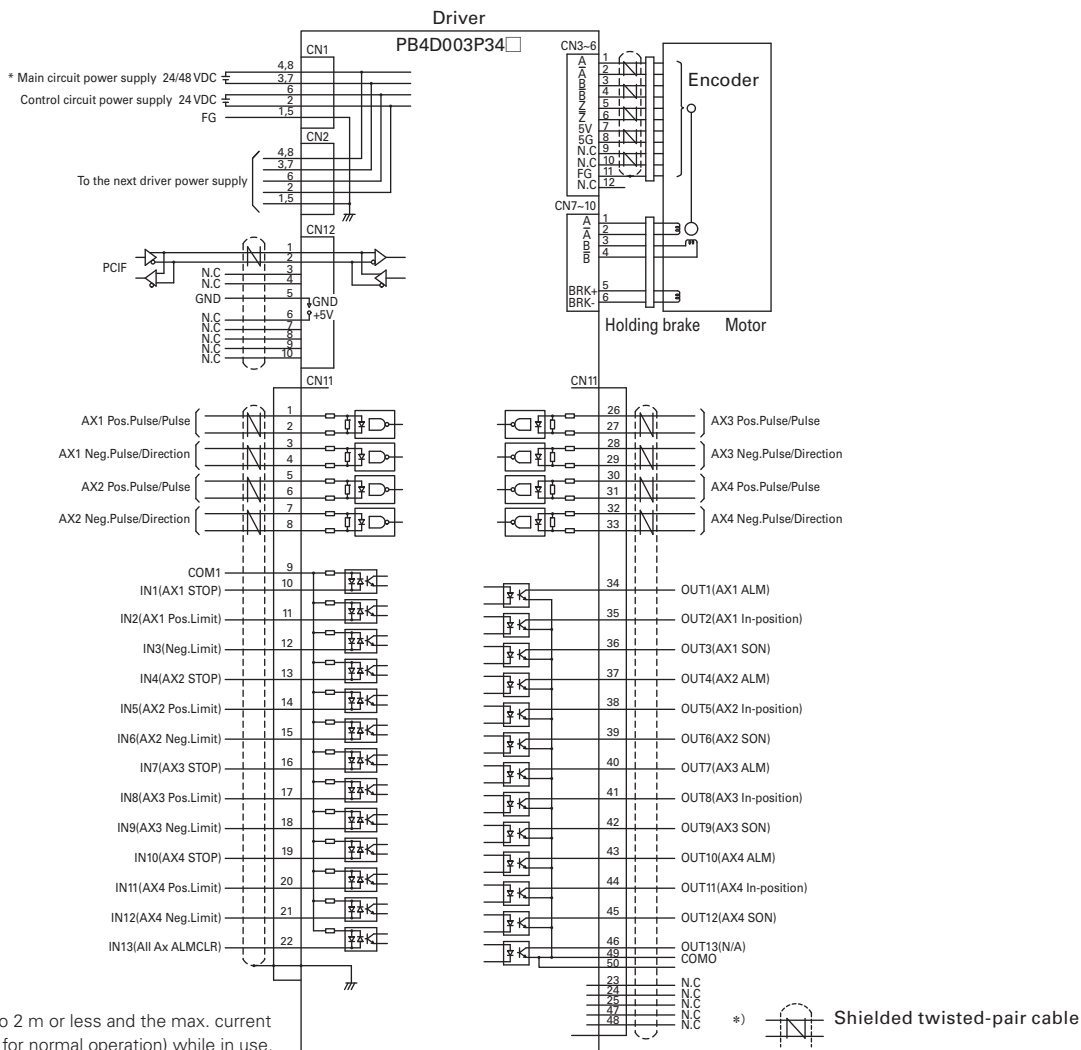 Driver
PB4D003P34□
CN1
4,8
3,7
6
2
1,5
* Main circuit power supply 24/48 VDC
Control circuit power supply 24 VDC
FG
CN2
4,8
3,7
6
2
1,5
To the next driver power supply
CN12
PCIF
1
2
N.C 3
N.C 4
GND 5
GND
+5V
N.C 6
N.C 7
N.C 8
N.C 9
N.C 10
CN3~6
A 1
A 2
B 3
B 4
Z 5
Z 6
5V 7
5G 8
N.C 9
N.C 10
FG 11
N.C 12
Encoder
CN7~10
A 1
A 2
B 3
B 4
BRK+ 5
BRK- 6
Holding brake Motor
CN11
AX1 Pos.Pulse/Pulse 1
2
AX1 Neg.Pulse/Direction 3
4
AX2 Pos.Pulse/Pulse 5
6
AX2 Neg.Pulse/Direction 7
8
COM1 9
IN1(AX1 STOP) 10
IN2(AX1 Pos.Limit) 11
IN3(Neg.Limit) 12
IN4(AX2 STOP) 13
IN5(AX2 Pos.Limit) 14
IN6(AX2 Neg.Limit) 15
IN7(AX3 STOP) 16
IN8(AX3 Pos.Limit) 17
IN9(AX3 Neg.Limit) 18
IN10(AX4 STOP) 19
IN11(AX4 Pos.Limit) 20
IN12(AX4 Neg.Limit) 21
IN13(All Ax ALMCLR) 22
CN11
26 AX3 Pos.Pulse/Pulse
27
28 AX3 Neg.Pulse/Direction
29
30 AX4 Pos.Pulse/Pulse
31
32 AX4 Neg.Pulse/Direction
33
34 OUT1(AX1 ALM)
35 OUT2(AX1 In-position)
36 OUT3(AX1 SON)
37 OUT4(AX2 ALM)
38 OUT5(AX2 In-position)
39 OUT6(AX2 SON)
40 OUT7(AX3 ALM)
41 OUT8(AX3 In-position)
42 OUT9(AX3 SON)
43 OUT10(AX4 ALM)
44 OUT11(AX4 In-position)
45 OUT12(AX4 SON)
46 OUT13(N/A)
49 COMO
50
23 N.C
24 N.C
25 N.C
47 N.C
48 N.C
*) Shielded twisted-pair cable
o 2 m or less and the max. current
for normal operation) while in use.